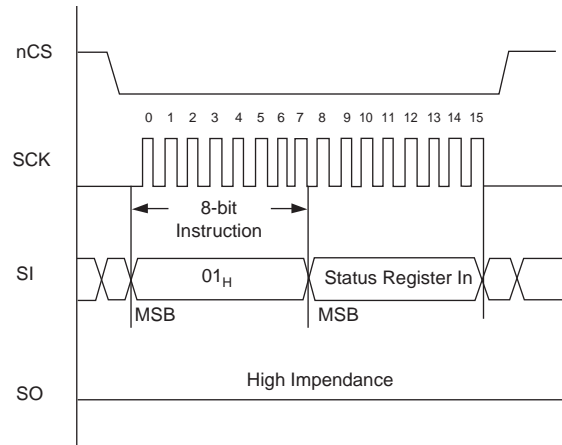 nCS
0 1 2 3 4 5 6 7 8 9 10 11 12 13 14 15
SCK
8-bit
Instruction
SI
01H
Status Register In
MSB
MSB
High Impendance
SO